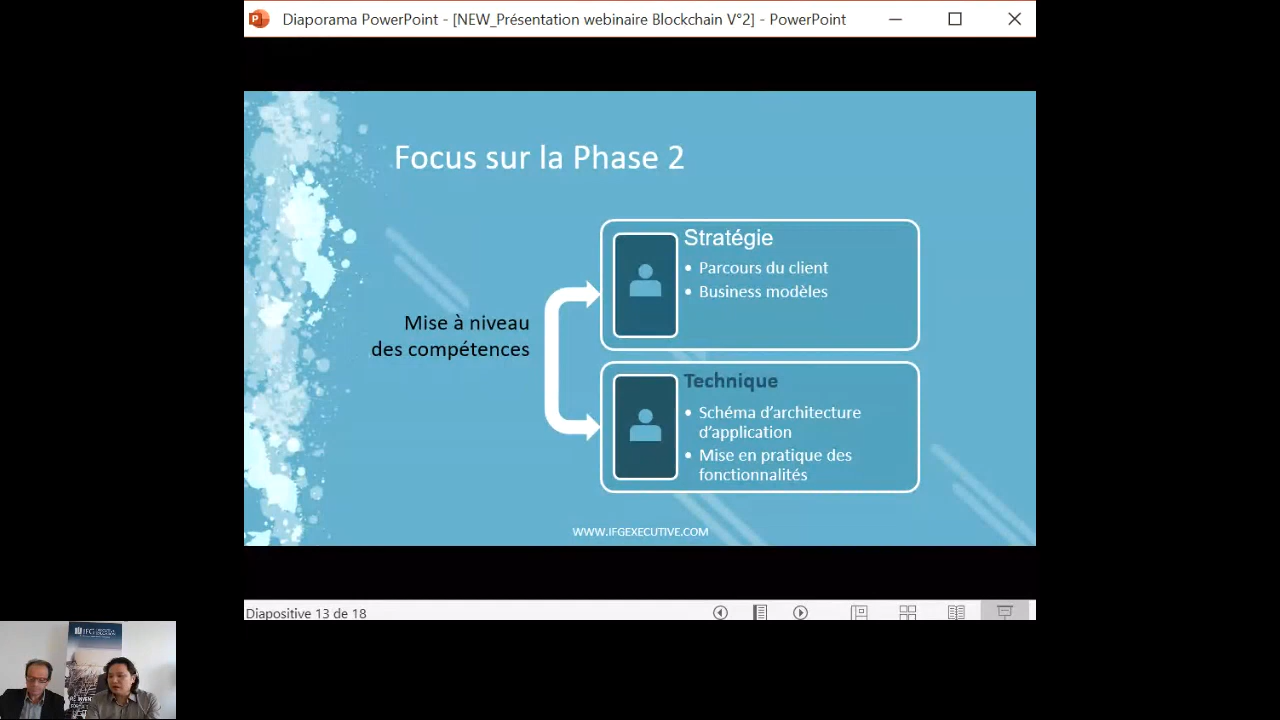 Diaporama PowerPoint - [NEW_Présentation webinaire Blockchain V°2] - PowerPoint
Focus sur la Phase 2
Stratégie
• Parcours du client
• Business modèles
Mise à niveau
des compétences
Technique
• Schéma d’architecture
d’application
• Mise en pratique des
fonctionnalités
WWW.IFGEXECUTIVE.COM
Diapositive 13 de 18
IFG